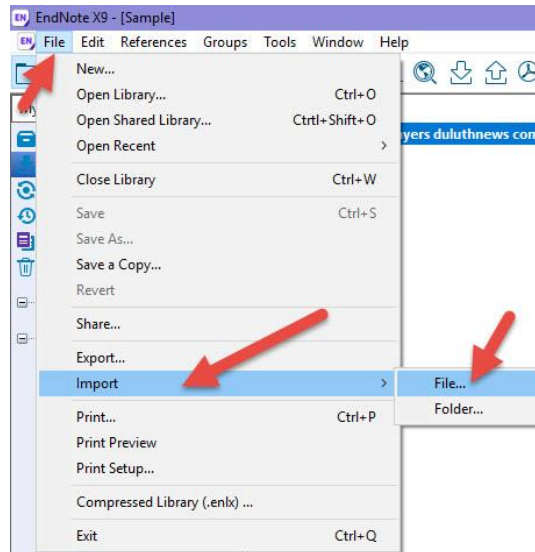 EN EndNote X9 - [Sample]
EN File Edit References Groups Tools Window Help
New...
Open Library... Ctrl+O
Open Shared Library... Ctrtl+Shift+O
Open Recent >
yers duluthnews con
Close Library Ctrl+W
Save Ctrl+S
Save As...
Save a Copy...
Revert
Share...
Export...
Import >
File...
Folder...
Print... Ctrl+P
Print Preview
Print Setup...
Compressed Library (.enlx) ...
Exit Ctrl+Q